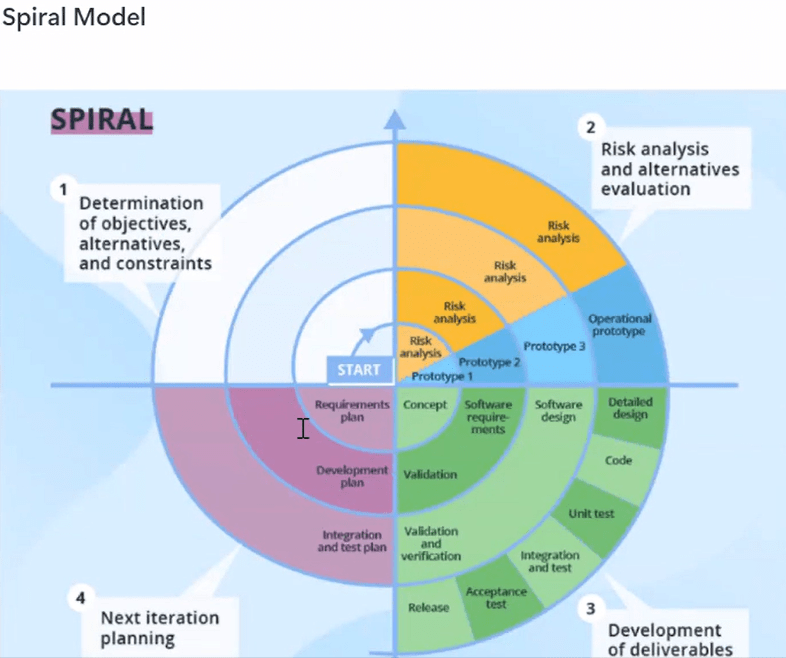 Spiral Model
SPIRAL
1
Determination
of objectives,
alternatives,
and constraints
2
Risk analysis
and alternatives
evaluation
Risk
analysis
Risk
analysis
Risk
analysis
Risk
analysis
Operational
prototype
Prototype 3
Prototype 2
Prototype 1
START
Requirements
plan
Concept
Software
require-
ments
Software
design
Detailed
design
Code
Development
plan
Validation
Unit test
Integration
and test plan
Validation
and
verification
Integration
and test
Acceptance
test
Release
4
Next iteration
planning
3
Development
of deliverables